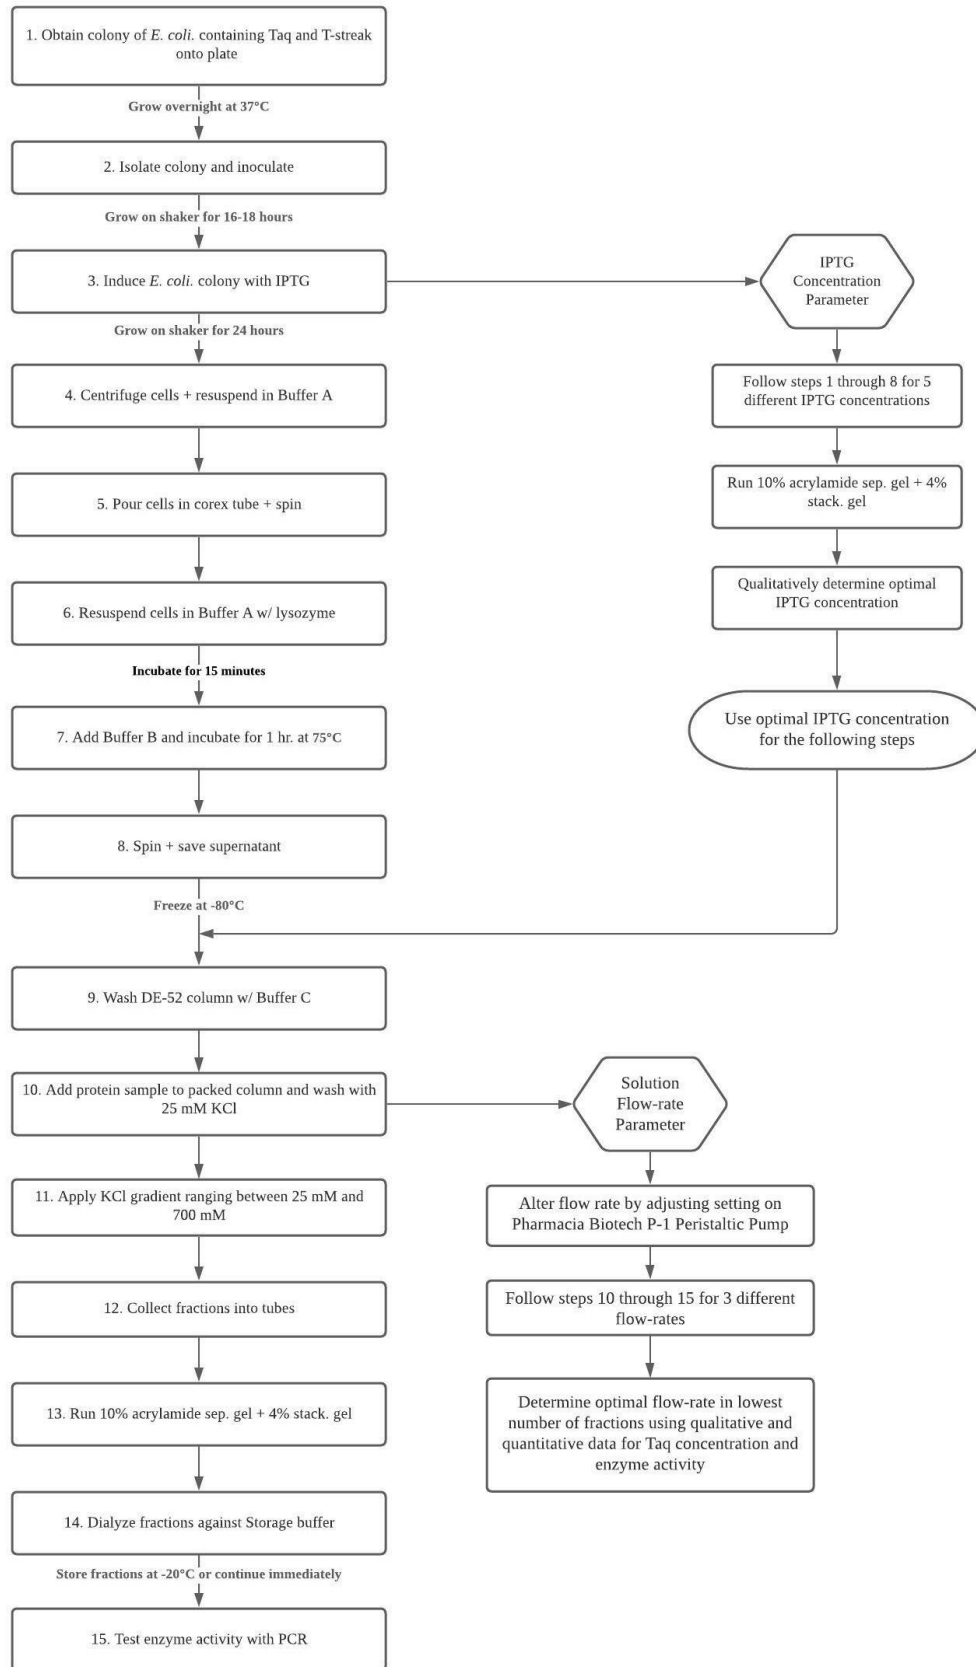 1. Obtain colony of E. coli. containing Taq and T-streak
onto plate
Grow overnight at 37°C
2. Isolate colony and inoculate
Grow on shaker for 16-18 hours
3. Induce E. coli. colony with IPTG
Grow on shaker for 24 hours
4. Centrifuge cells + resuspend in Buffer A
5. Pour cells in corex tube + spin
6. Resuspend cells in Buffer A w/ lysozyme
Incubate for 15 minutes
7. Add Buffer B and incubate for 1 hr. at 75°C
8. Spin + save supernatant
Freeze at -80°C
IPTG
Concentration
Parameter
Follow steps 1 through 8 for 5
different IPTG concentrations
Run 10% acrylamide sep. gel + 4%
stack. gel
Qualitatively determine optimal
IPTG concentration
Use optimal IPTG concentration
for the following steps
9. Wash DE-52 column w/ Buffer C
10. Add protein sample to packed column and wash with
25 mM KCl
11. Apply KCl gradient ranging between 25 mM and
700 mM
12. Collect fractions into tubes
13. Run 10% acrylamide sep. gel + 4% stack. gel
14. Dialyze fractions against Storage buffer
Store fractions at -20°C or continue immediately
15. Test enzyme activity with PCR
Solution
Flow-rate
Parameter
Alter flow rate by adjusting setting on
Pharmacia Biotech P-1 Peristaltic Pump
Follow steps 10 through 15 for 3 different
flow-rates
Determine optimal flow-rate in lowest
number of fractions using qualitative and
quantitative data for Taq concentration and
enzyme activity